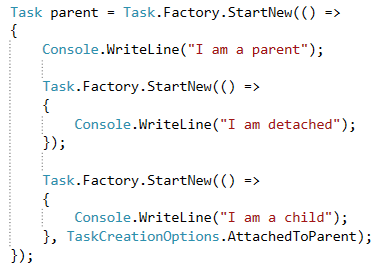 Task parent = Task.Factory.StartNew(() =>
{
    Console.WriteLine("I am a parent");

    Task.Factory.StartNew(() =>
    {
        Console.WriteLine("I am detached");
    });

    Task.Factory.StartNew(() =>
    {
        Console.WriteLine("I am a child");
    }, TaskCreationOptions.AttachedToParent);
});